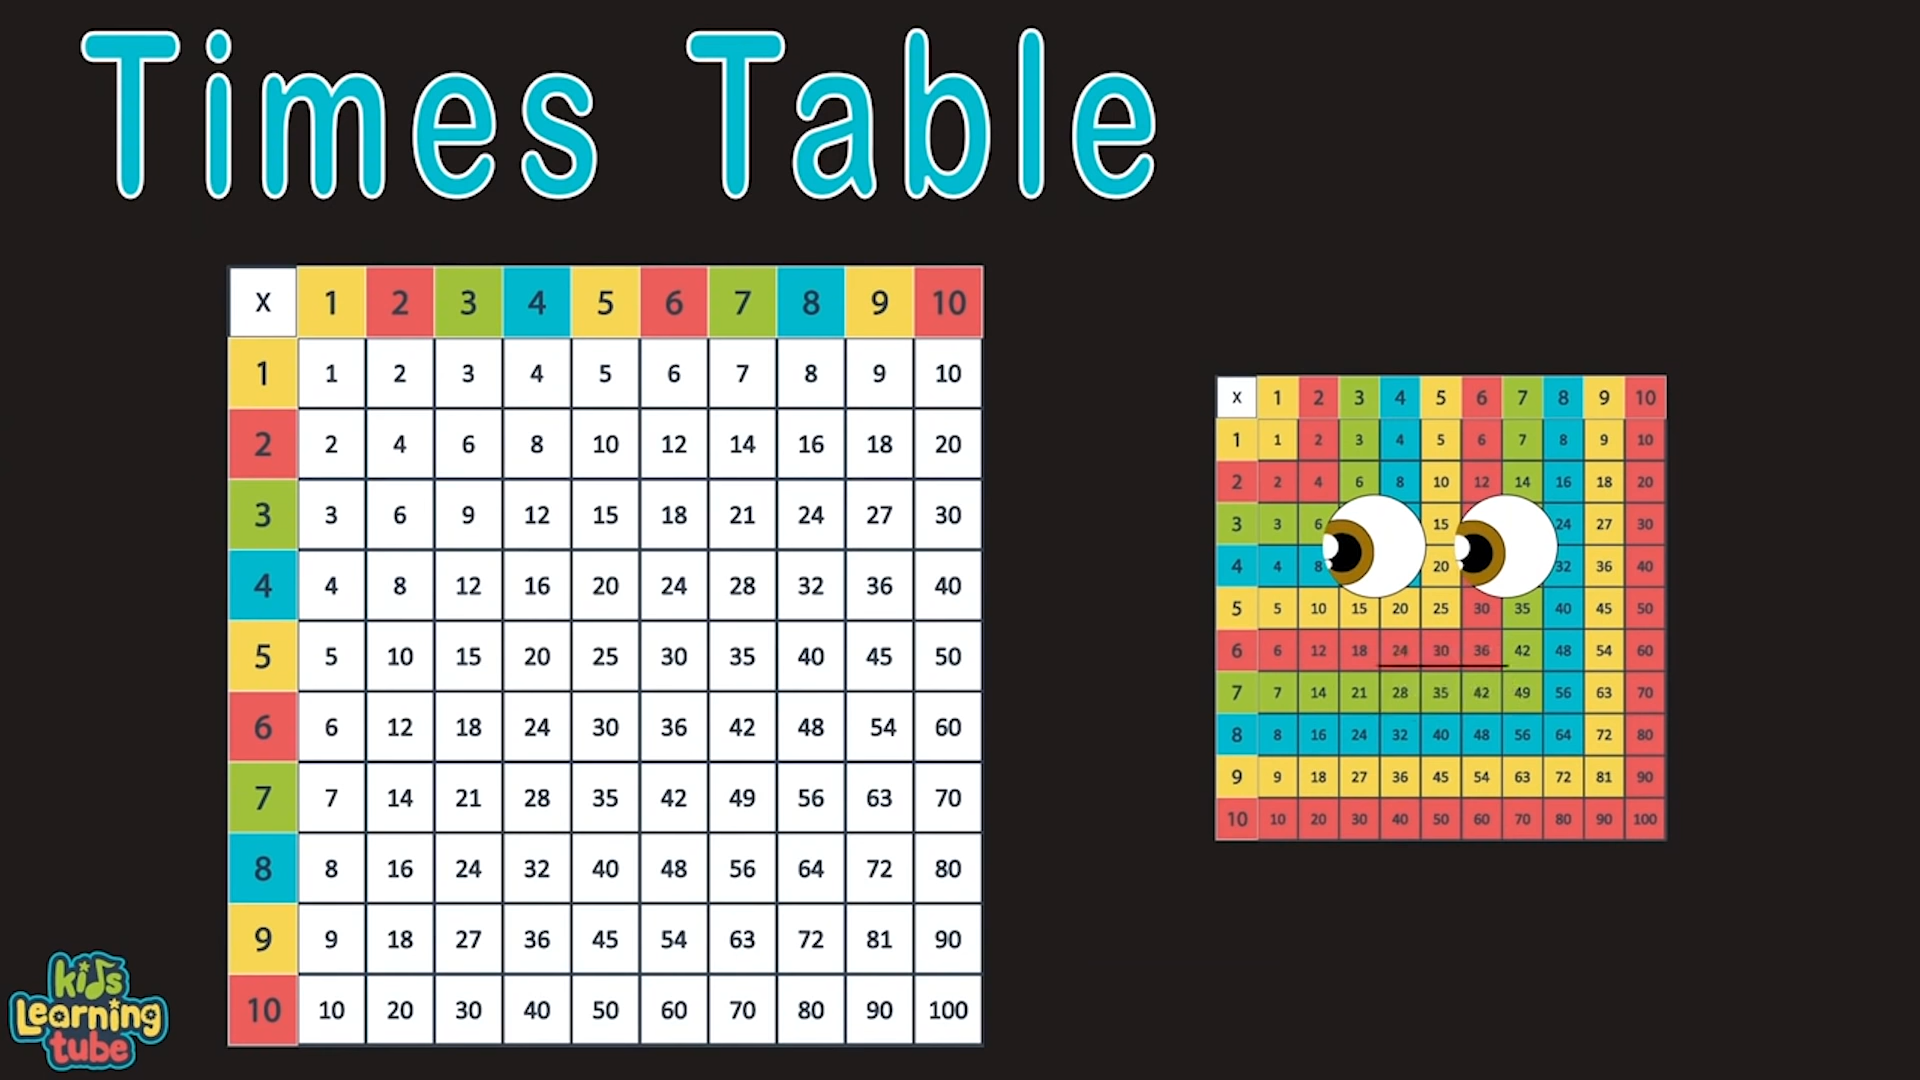 Times Table
X 1 2 3 4 5 6 7 8 9 10
1 1 2 3 4 5 6 7 8 9 10
2 2 4 6 8 10 12 14 16 18 20
3 3 6 9 12 15 18 21 24 27 30
4 4 8 12 16 20 24 28 32 36 40
5 5 10 15 20 25 30 35 40 45 50
6 6 12 18 24 30 36 42 48 54 60
7 7 14 21 28 35 42 49 56 63 70
8 8 16 24 32 40 48 56 64 72 80
9 9 18 27 36 45 54 63 72 81 90
10 10 20 30 40 50 60 70 80 90 100
X 1 2 3 4 5 6 7 8 9 10
1 1 2 3 4 5 6 7 8 9 10
2 2 4 6 8 10 12 14 16 18 20
3 3 6 15 24 27 30
4 4 8 20 32 36 40
5 5 10 15 20 25 30 35 40 45 50
6 6 12 18 24 30 36 42 48 54 60
7 7 14 21 28 35 42 49 56 63 70
8 8 16 24 32 40 48 56 64 72 80
9 9 18 27 36 45 54 63 72 81 90
10 10 20 30 40 50 60 70 80 90 100
kids
Learning
tube